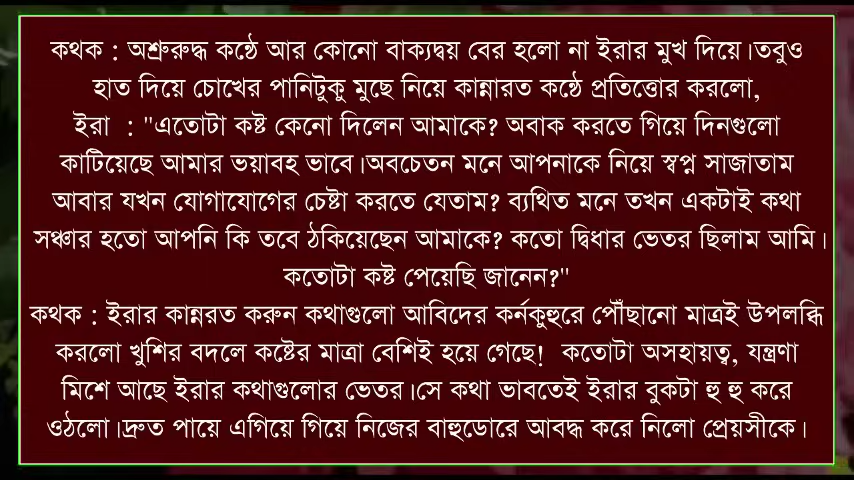 কথক : অশ্রুরুদ্ধ কন্ঠে আর কোনো বাক্যদ্বয় বের হলো না ইরার মুখ দিয়ে।তবুও
হাত দিয়ে চোখের পানিটুকু মুছে নিয়ে কান্নারত কন্ঠে প্রতিত্তোর করলো,
ইরা : "এতোটা কষ্ট কেনো দিলেন আমাকে? অবাক করতে গিয়ে দিনগুলো
কাটিয়েছে আমার ভয়াবহ ভাবে।অবচেতন মনে আপনাকে নিয়ে স্বপ্ন সাজাতাম
আবার যখন যোগাযোগের চেষ্টা করতে যেতাম? ব্যথিত মনে তখন একটাই কথা
সঞ্চার হতো আপনি কি তবে ঠকিয়েছেন আমাকে? কতো দ্বিধার ভেতর ছিলাম আমি।
কতোটা কষ্ট পেয়েছি জানেন?"
কথক : ইরার কান্নরত করুন কথাগুলো আবিদের কর্নকুহুরে পৌঁছানো মাত্রই উপলব্ধি
করলো খুশির বদলে কষ্টের মাত্রা বেশিই হয়ে গেছে! কতোটা অসহায়ত্ব, যন্ত্রণা
মিশে আছে ইরার কথাগুলোর ভেতর।সে কথা ভাবতেই ইরার বুকটা হু হু করে
ওঠলো।দ্রুত পায়ে এগিয়ে গিয়ে নিজের বাহুডোরে আবদ্ধ করে নিলো প্রেয়সীকে।